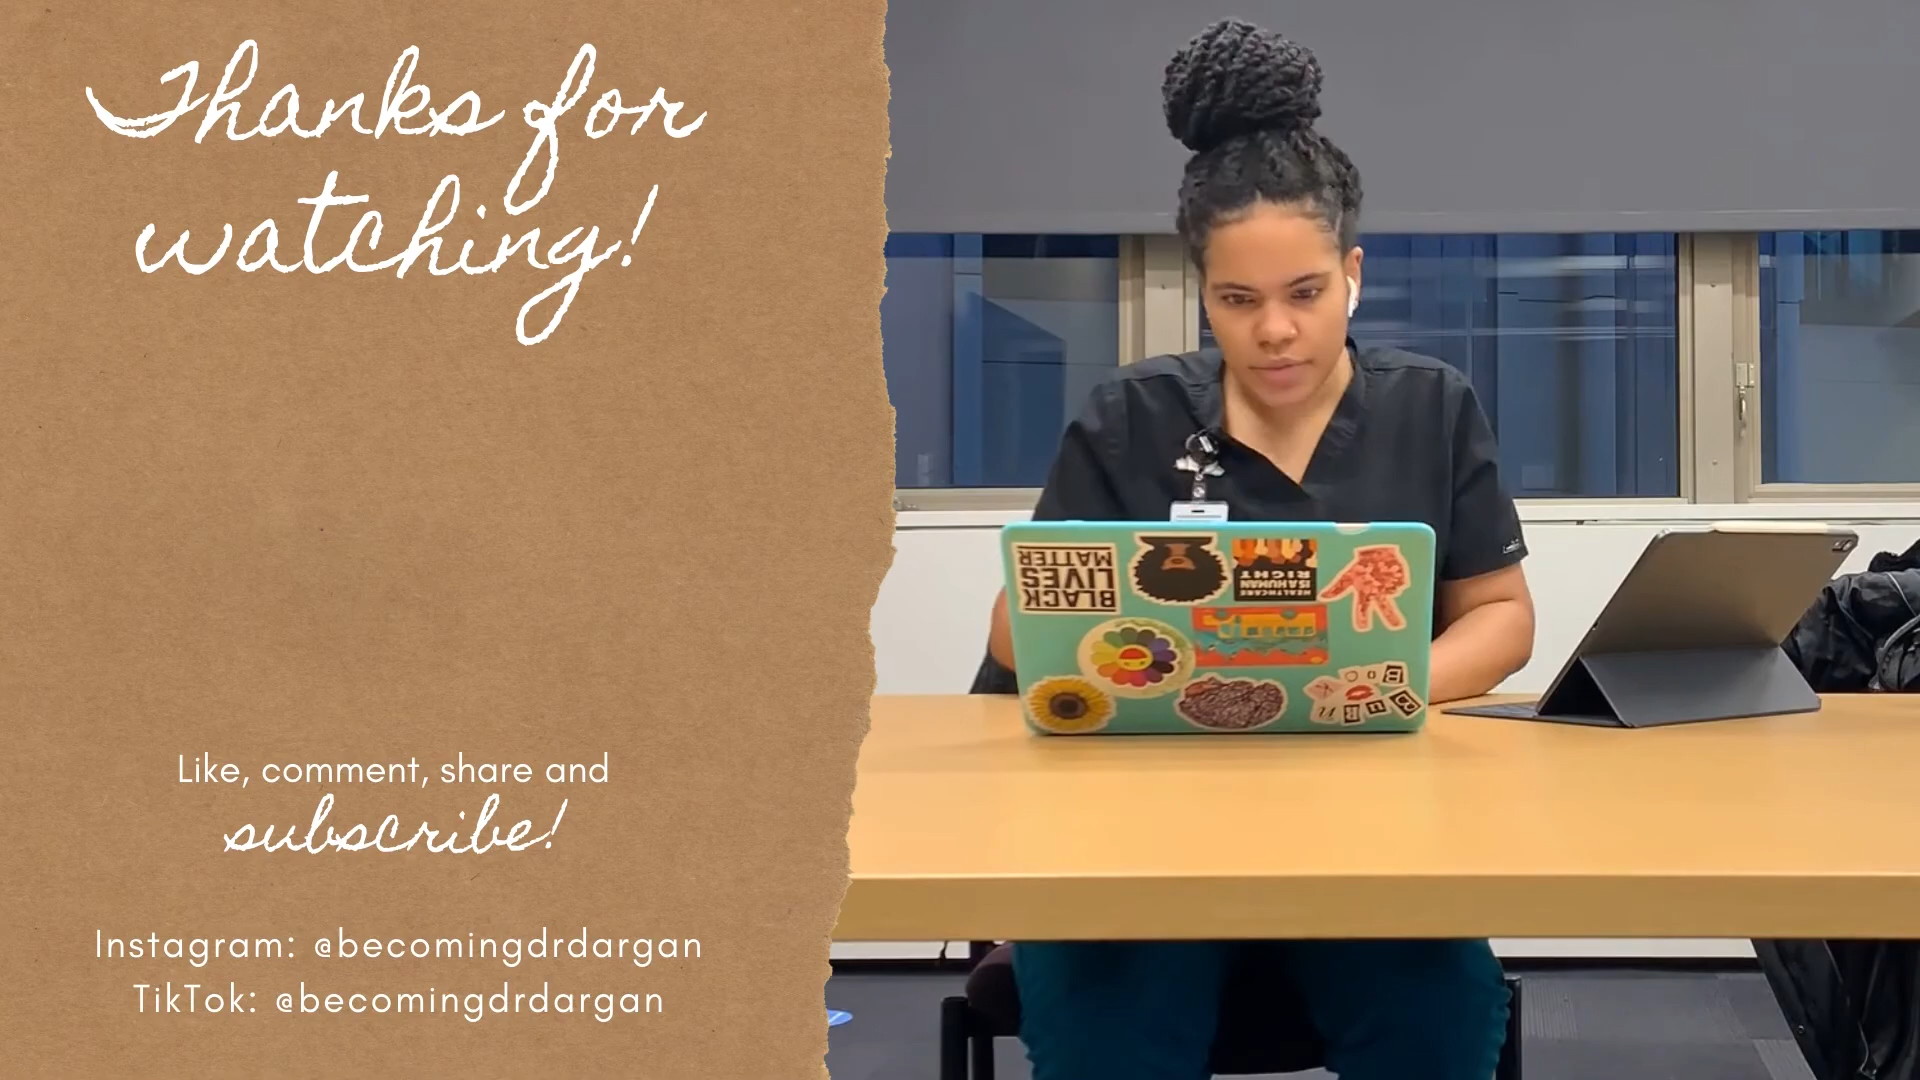 Thanks for
watching!
Like, comment, share and
subscribe!
Instagram: @becomingdrdargan
TikTok: @becomingdrdargan
BLACK
LIVES
MATTER
HEALTHCARE
IS A HUMAN
RIGHT